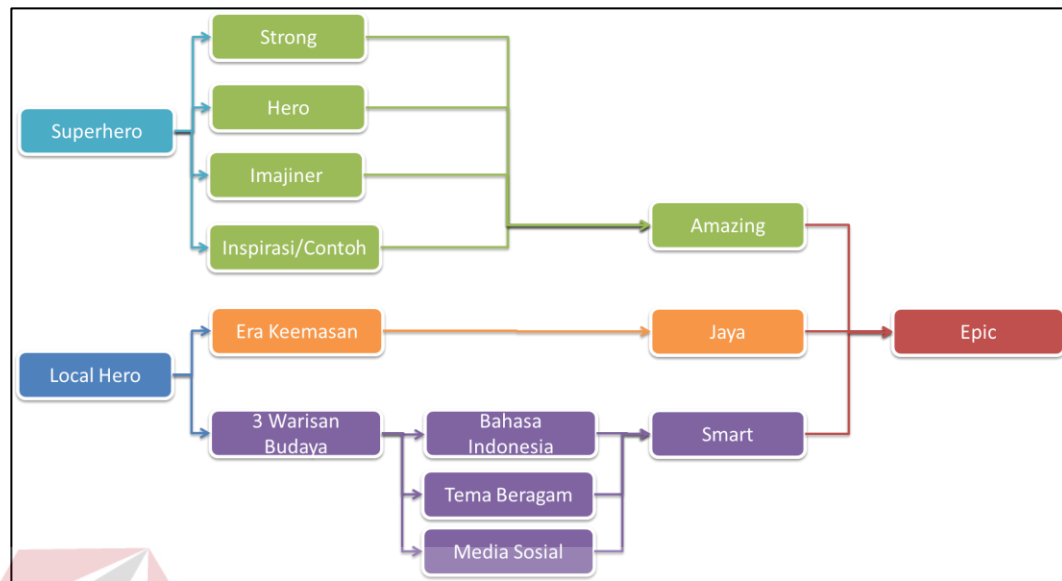 Strong
Hero
Superhero
Imajiner
Inspirasi/Contoh
Amazing
Era Keemasan
Jaya
Epic
Local Hero
3 Warisan
Budaya
Bahasa
Indonesia
Smart
Tema Beragam
Media Sosial